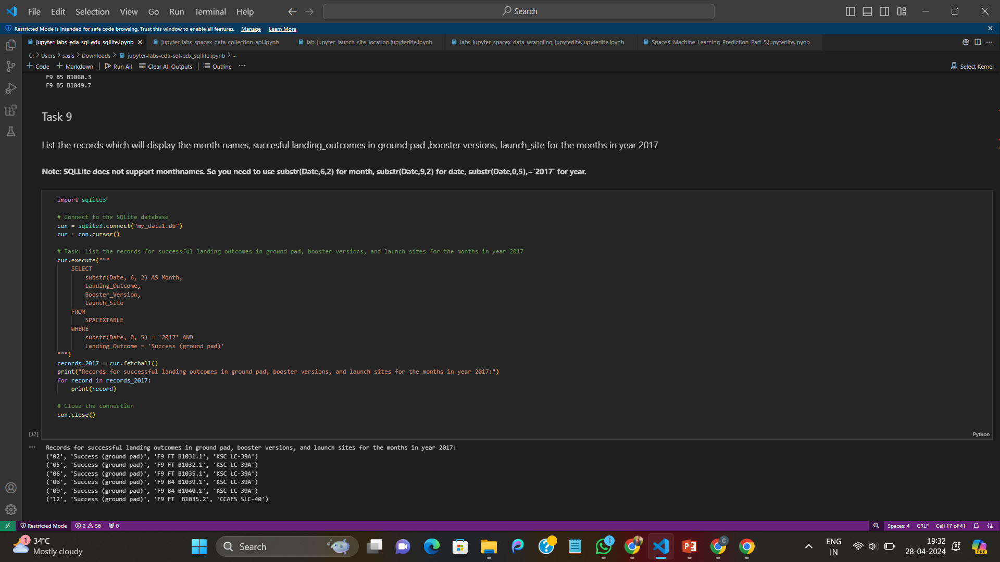 File Edit Selection View Go Run Terminal Help
Search
Restricted Mode is intended for safe code browsing. Trust this window to enable all features. Manage Learn More
jupyter-labs-eda-sql-edx_sqllite.ipynb jupyter-labs-spacex-data-collection-api.ipynb lab_jupyter_launch_site_location.jupyterlite.ipynb labs-jupyter-spacex-data_wrangling_jupyterlite.jupyterlite.ipynb SpaceX_Machine_Learning_Prediction_Part_5.jupyterlite.ipynb
C: > Users > sasis > Downloads > jupyter-labs-eda-sql-edx_sqllite.ipynb > ...
+ Code + Markdown Run All Clear All Outputs Outline ... Select Kernel
F9 B5 B1060.3
F9 B5 B1049.7
Task 9
List the records which will display the month names, succesful landing_outcomes in ground pad ,booster versions, launch_site for the months in year 2017
Note: SQLLite does not support monthnames. So you need to use substr(Date,6,2) for month, substr(Date,9,2) for date, substr(Date,0,5),='2017' for year.
import sqlite3
# Connect to the SQLite database
con = sqlite3.connect("my_data1.db")
cur = con.cursor()
# Task: List the records for successful landing outcomes in ground pad, booster versions, and launch sites for the months in year 2017
cur.execute("""
SELECT
substr(Date, 6, 2) AS Month,
Landing_Outcome,
Booster_Version,
Launch_Site
FROM
SPACEXTABLE
WHERE
substr(Date, 0, 5) = '2017' AND
Landing_Outcome = 'Success (ground pad)'
""")
records_2017 = cur.fetchall()
print("Records for successful landing outcomes in ground pad, booster versions, and launch sites for the months in year 2017:")
for record in records_2017:
print(record)
# Close the connection
con.close()
[17]
Python
... Records for successful landing outcomes in ground pad, booster versions, and launch sites for the months in year 2017:
('02', 'Success (ground pad)', 'F9 FT B1031.1', 'KSC LC-39A')
('05', 'Success (ground pad)', 'F9 FT B1032.1', 'KSC LC-39A')
('06', 'Success (ground pad)', 'F9 FT B1035.1', 'KSC LC-39A')
('08', 'Success (ground pad)', 'F9 B4 B1039.1', 'KSC LC-39A')
('09', 'Success (ground pad)', 'F9 B4 B1040.1', 'KSC LC-39A')
('12', 'Success (ground pad)', 'F9 FT  B1035.2', 'CCAFS SLC-40')
Restricted Mode 2 56 0 Spaces: 4 CRLF Cell 17 of 41
1 34°C
Mostly cloudy
Search
1
C
ENG
IN
19:32
28-04-2024
PRE